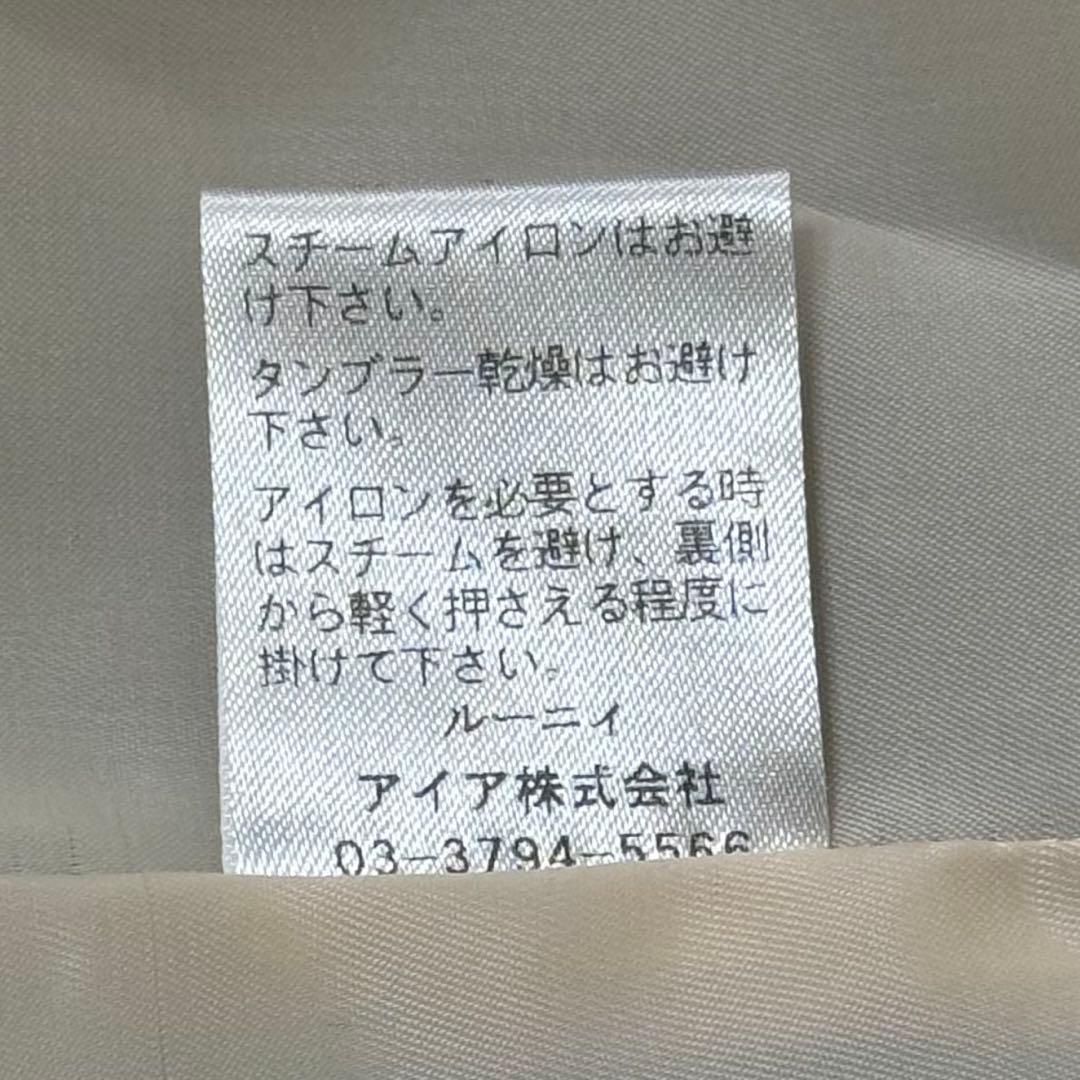 スチームアイロンはお避
け下さい。
タンブラー乾燥はお避け
下さい。
アイロンを必要とする時
はスチームを避け、裏側
から軽く押さえる程度に
掛けて下さい。
ルーニィ
アイア株式会社
03-3794-5566